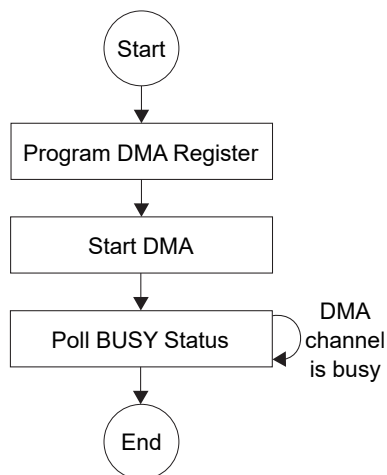 Start
Program DMA Register
Start DMA
Poll BUSY Status
DMA
channel
is busy
End